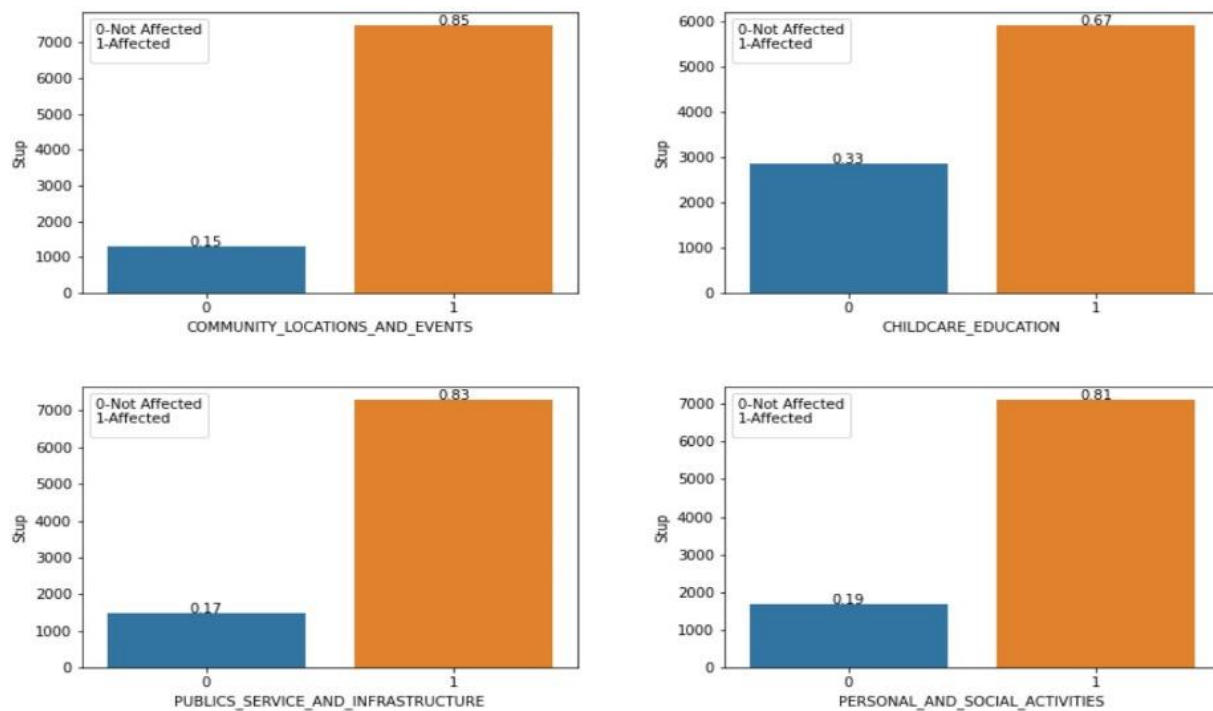 0-Not Affected
1-Affected
0.85
7000
6000
5000
4000
3000
2000
1000
0
Stup
0.15
0
1
COMMUNITY_LOCATIONS_AND_EVENTS
0-Not Affected
1-Affected
0.67
6000
5000
4000
3000
2000
1000
0
Stup
0.33
0
1
CHILDCARE_EDUCATION
0-Not Affected
1-Affected
0.83
7000
6000
5000
4000
3000
2000
1000
0
Stup
0.17
0
1
PUBLICS_SERVICE_AND_INFRASTRUCTURE
0-Not Affected
1-Affected
0.81
7000
6000
5000
4000
3000
2000
1000
0
Stup
0.19
0
1
PERSONAL_AND_SOCIAL_ACTIVITIES